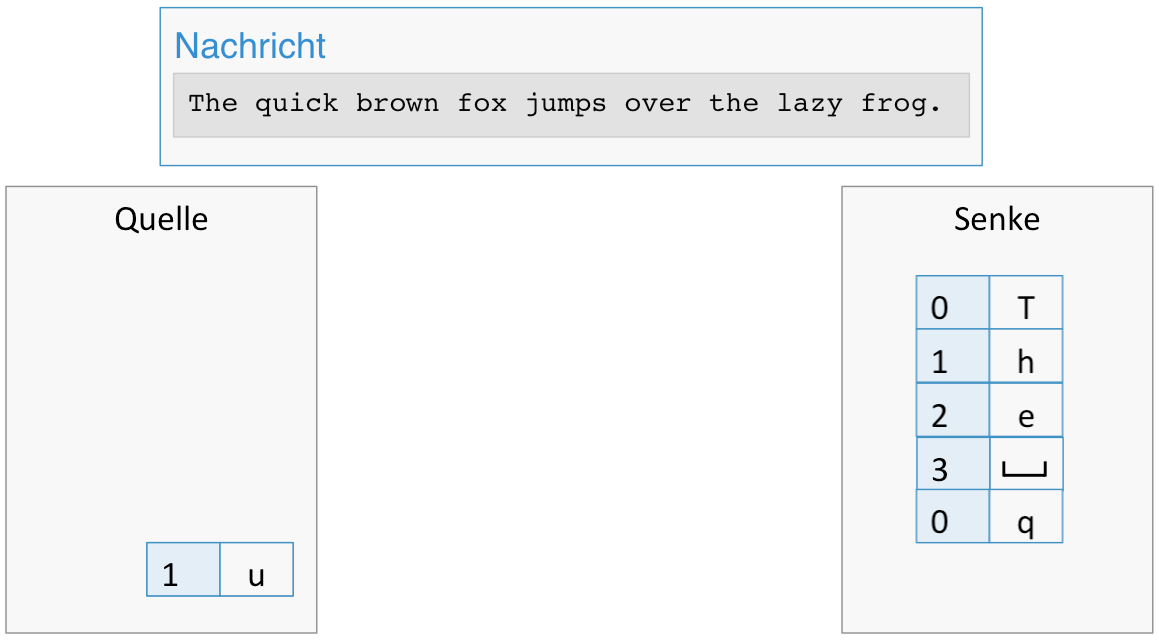 Nachricht
The quick brown fox jumps over the lazy frog.
Quelle
1 u
Senke
0 T
1 h
2 e
3 ␣
0 q